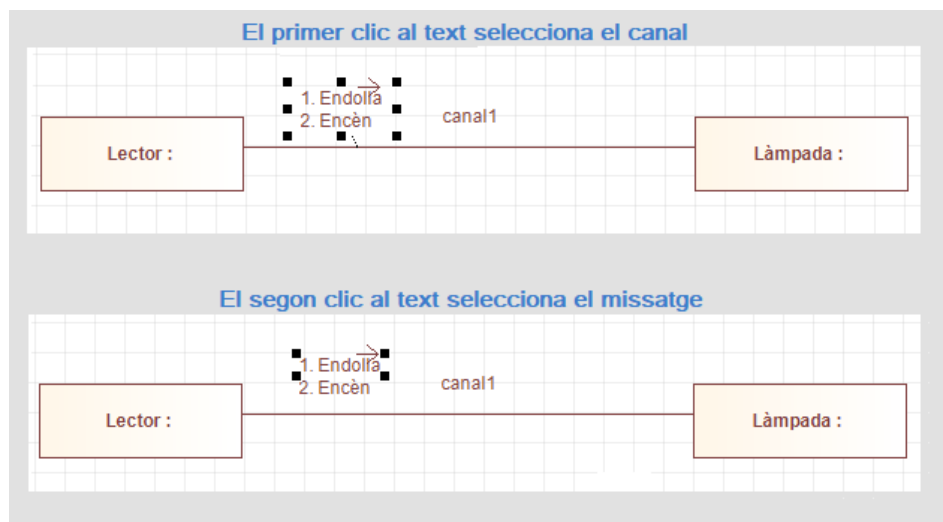 El primer clic al text selecciona el canal
1. Endolla
2. Encèn
canal1
Lector :
Làmpada :
El segon clic al text selecciona el missatge
1. Endolla
2. Encèn
canal1
Lector :
Làmpada :